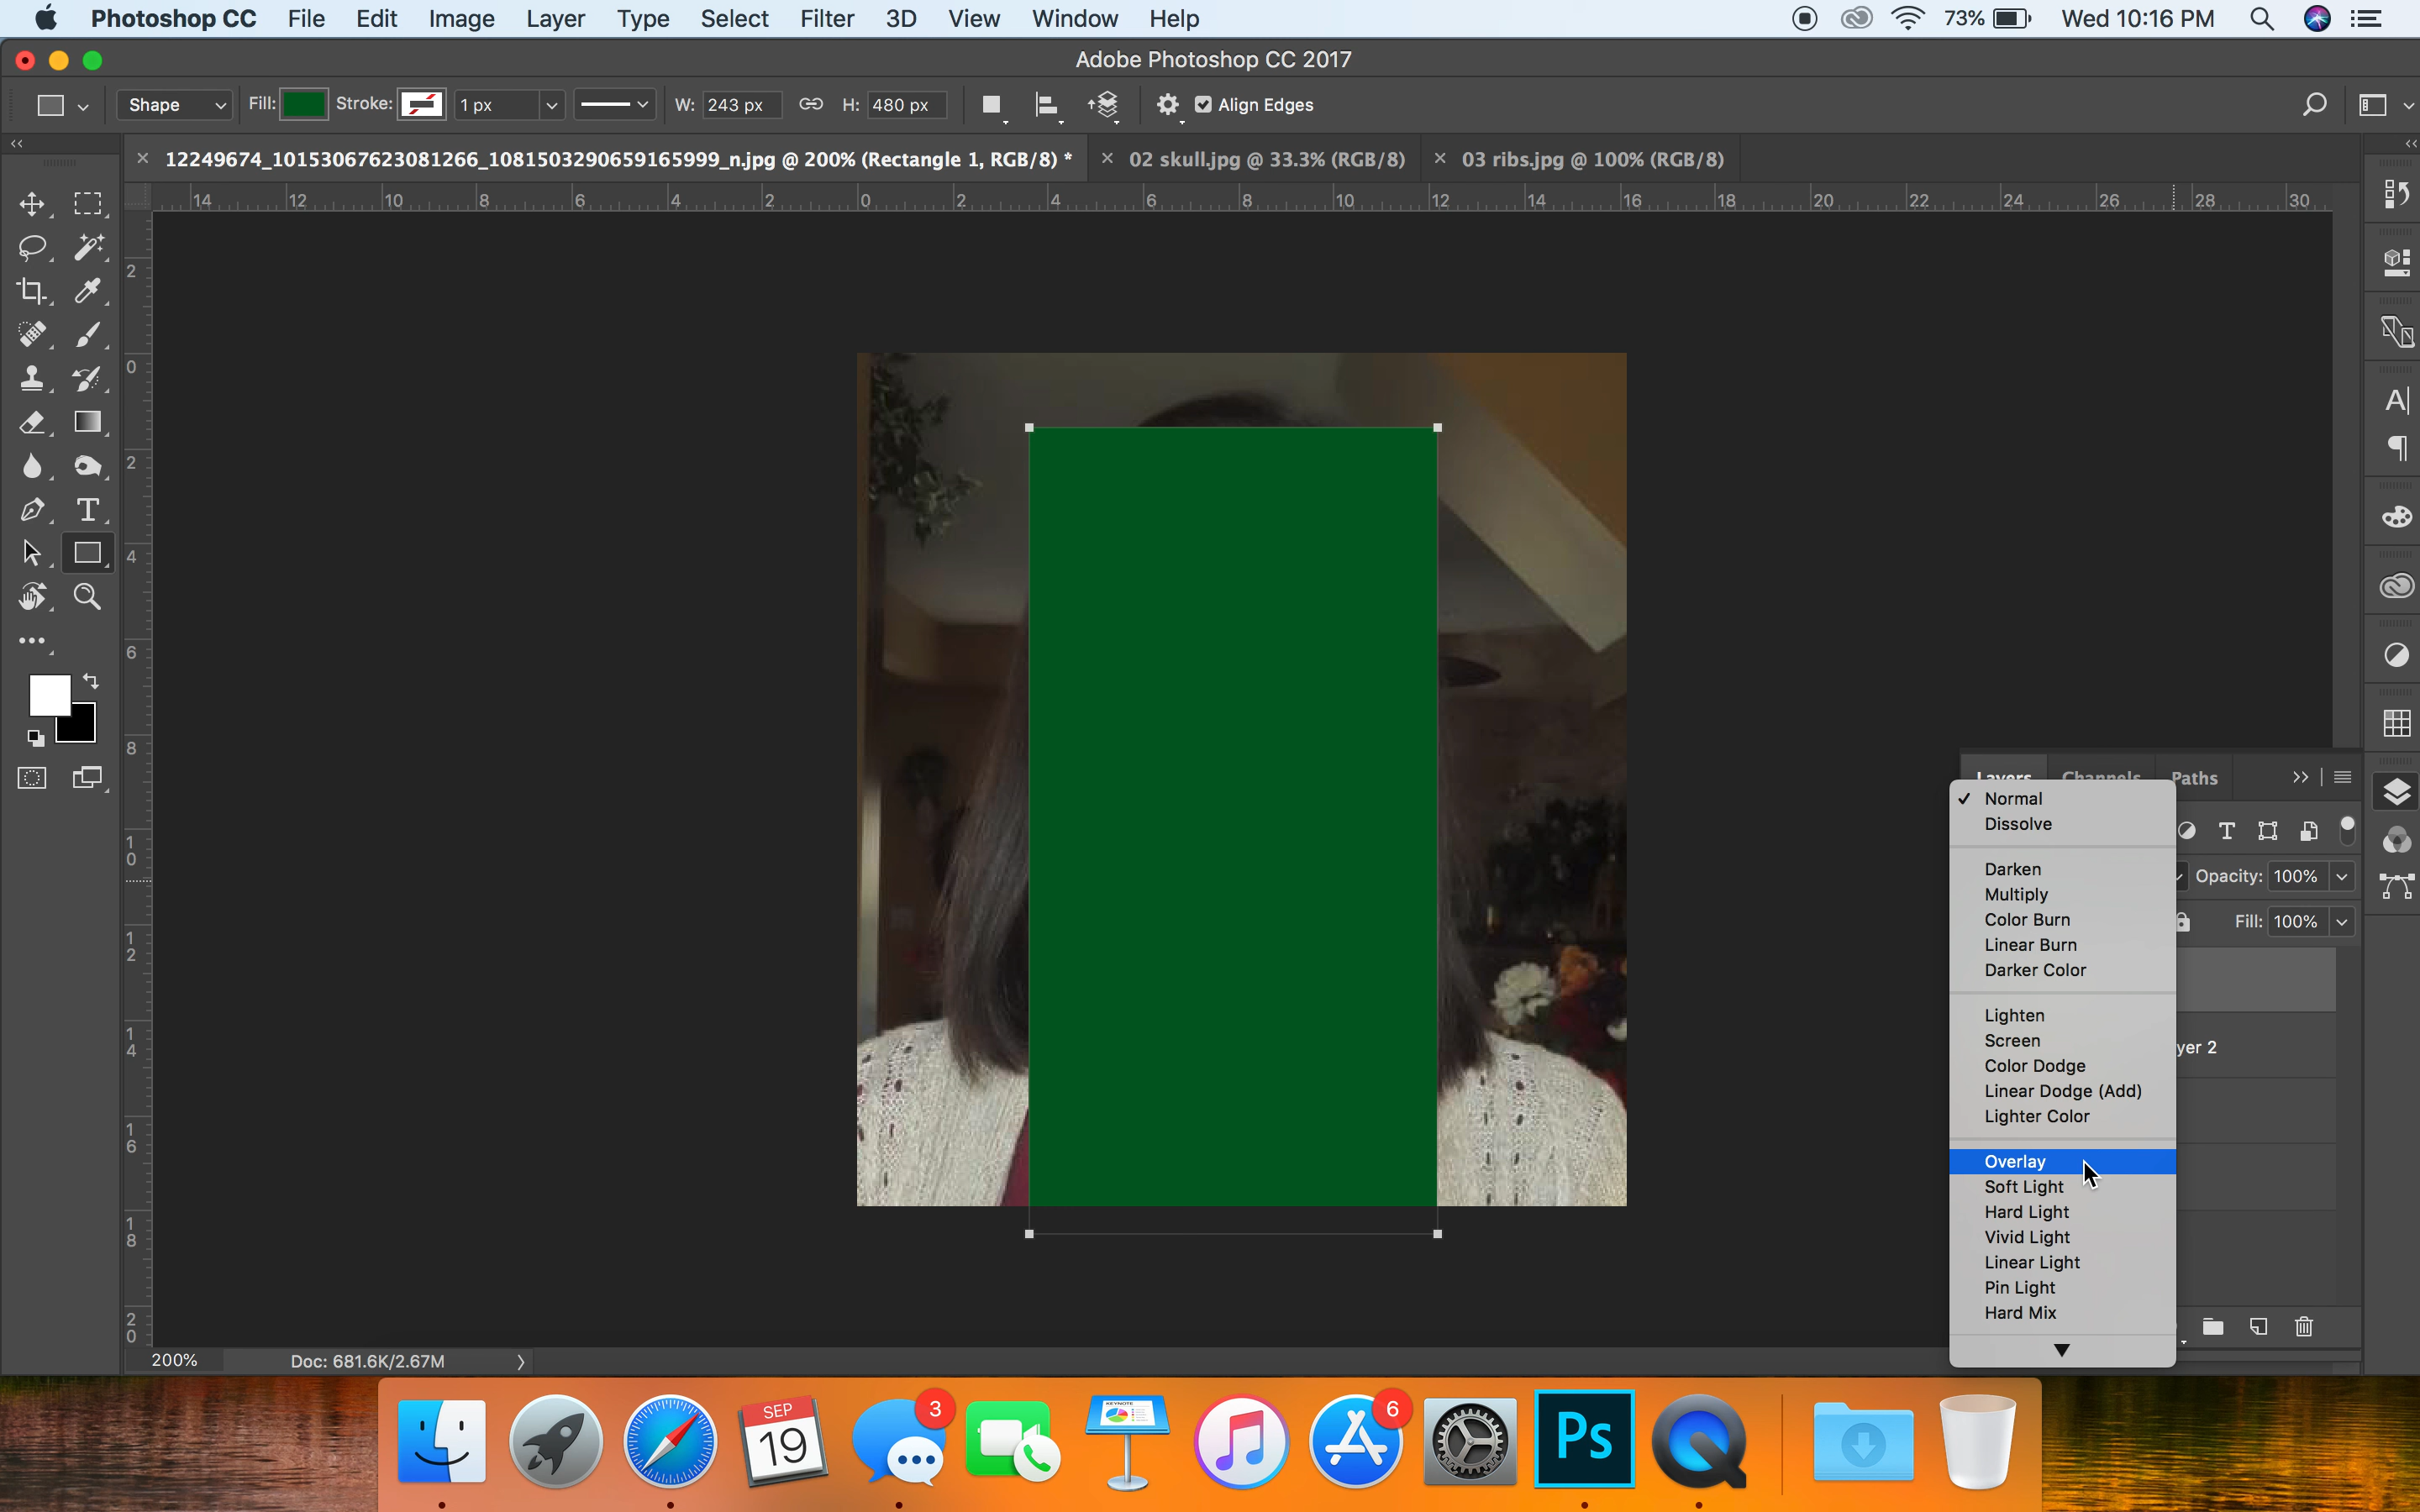 Photoshop CC File Edit Image Layer Type Select Filter 3D View Window Help 73% Wed 10:16 PM
Adobe Photoshop CC 2017
Shape Fill: Stroke: 1 px W: 243 px H: 480 px Align Edges
12249674_10153067623081266_1081503290659165999_n.jpg @ 200% (Rectangle 1, RGB/8) * 02 skull.jpg @ 33.3% (RGB/8) 03 ribs.jpg @ 100% (RGB/8)
14 12 10 8 6 4 2 0 2 4 6 8 10 12 14 16 18 20 22 24 26 28 30
2
0
2
4
6
8
10
12
14
16
18
20
Layers Channels Paths
Normal
Dissolve
Darken
Multiply
Color Burn
Linear Burn
Darker Color
Lighten
Screen
Color Dodge
Linear Dodge (Add)
Lighter Color
Overlay
Soft Light
Hard Light
Vivid Light
Linear Light
Pin Light
Hard Mix
Opacity: 100%
Fill: 100%
yer 2
200% Doc: 681.6K/2.67M
SEP
19
3
KEYNOTE
6
Ps